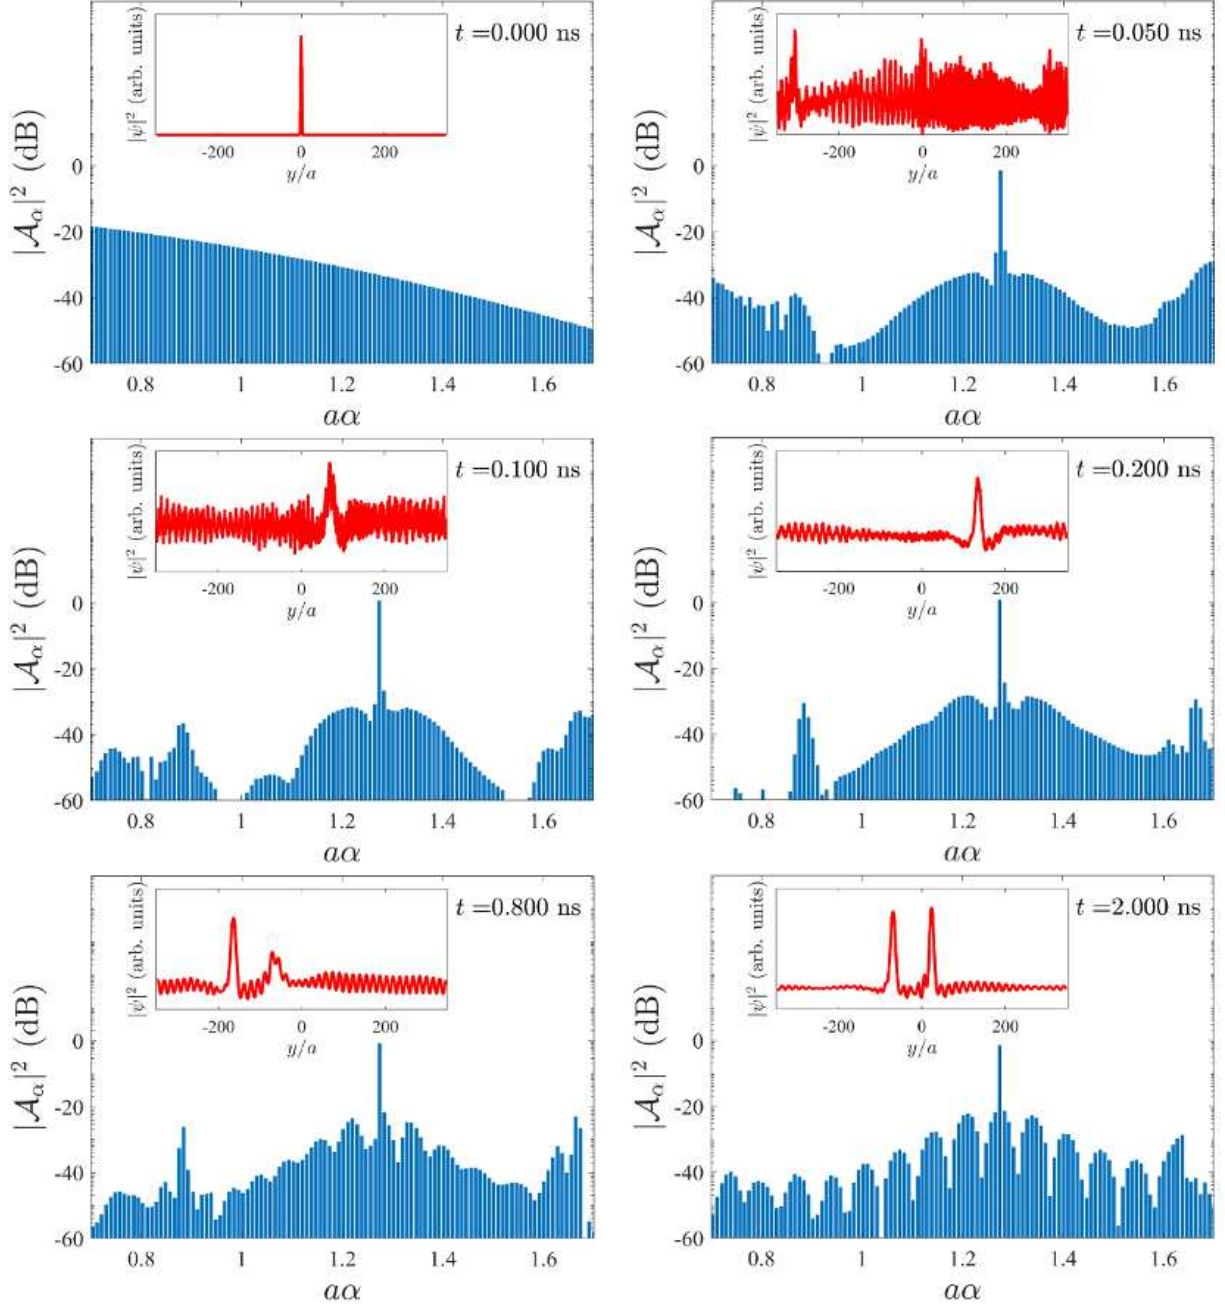 t =0.000 ns
|ψ|² (arb. units)
-200 0 200
y/a
|𝒜α|² (dB)
0
-20
-40
-60
0.8 1 1.2 1.4 1.6
aα
t =0.050 ns
|ψ|² (arb. units)
-200 0 200
y/a
|𝒜α|² (dB)
0
-20
-40
-60
0.8 1 1.2 1.4 1.6
aα
t =0.100 ns
|ψ|² (arb. units)
-200 0 200
y/a
|𝒜α|² (dB)
0
-20
-40
-60
0.8 1 1.2 1.4 1.6
aα
t =0.200 ns
|ψ|² (arb. units)
-200 0 200
y/a
|𝒜α|² (dB)
0
-20
-40
-60
0.8 1 1.2 1.4 1.6
aα
t =0.800 ns
|ψ|² (arb. units)
-200 0 200
y/a
|𝒜α|² (dB)
0
-20
-40
-60
0.8 1 1.2 1.4 1.6
aα
t =2.000 ns
|ψ|² (arb. units)
-200 0 200
y/a
|𝒜α|² (dB)
0
-20
-40
-60
0.8 1 1.2 1.4 1.6
aα